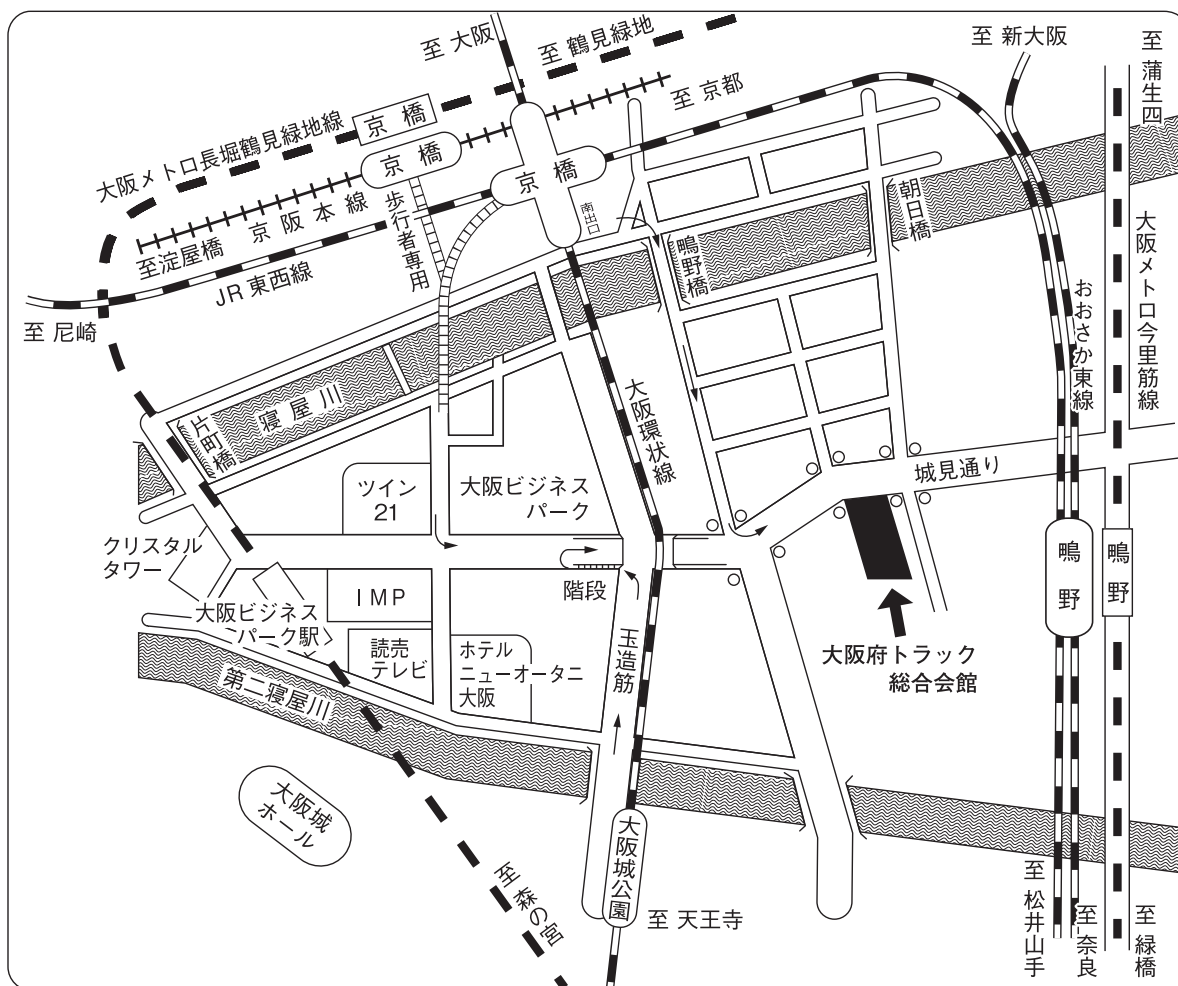 至 大阪
至 鶴見緑地
至 新大阪
至 蒲生四
至 京都
大阪メトロ長堀鶴見緑地線
京 橋
京 橋
京 橋
至淀屋橋
京 阪 本 線
歩行者専用
南出口
JR 東西線
至 尼崎
鴫野橋
朝日橋
おおさか東線
大阪メトロ今里筋線
大阪環状線
寝 屋 川
片町橋
城見通り
ツイン
21
大阪ビジネス
パーク
クリスタル
タワー
階段
鴫 野
鴫 野
IMP
大阪ビジネス
パーク駅
読売
テレビ
ホテル
ニューオータニ
大阪
玉造筋
大阪府トラック
総合会館
第二寝屋川
大阪城
ホール
大阪城公園
至 森の宮
至 天王寺
至 松井山手
至 奈良
至 緑橋